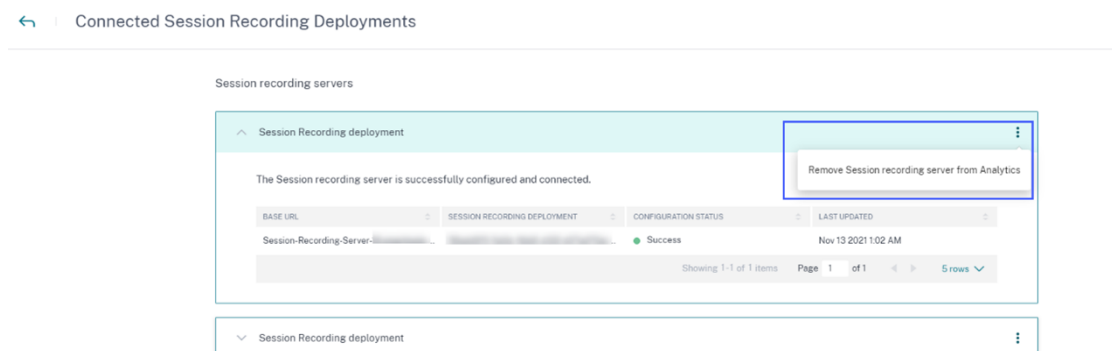 Connected Session Recording Deployments
Session recording servers
Session Recording deployment
Remove Session recording server from Analytics
The Session recording server is successfully configured and connected.
BASE URL SESSION RECORDING DEPLOYMENT CONFIGURATION STATUS LAST UPDATED
Session-Recording-Server- ... ... Success Nov 13 2021 1:02 AM
Showing 1-1 of 1 items Page 1 of 1 5 rows
Session Recording deployment